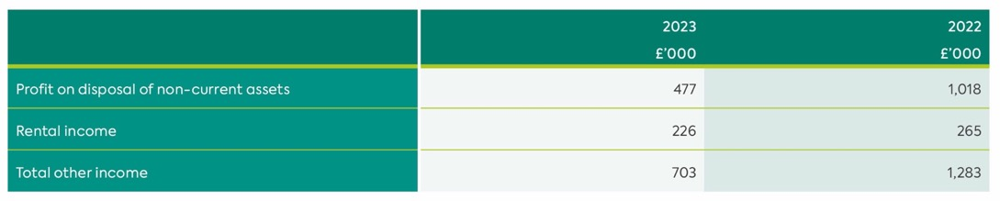 2023 2022
£'000 £'000
Profit on disposal of non-current assets 477 1,018
Rental income 226 265
Total other income 703 1,283